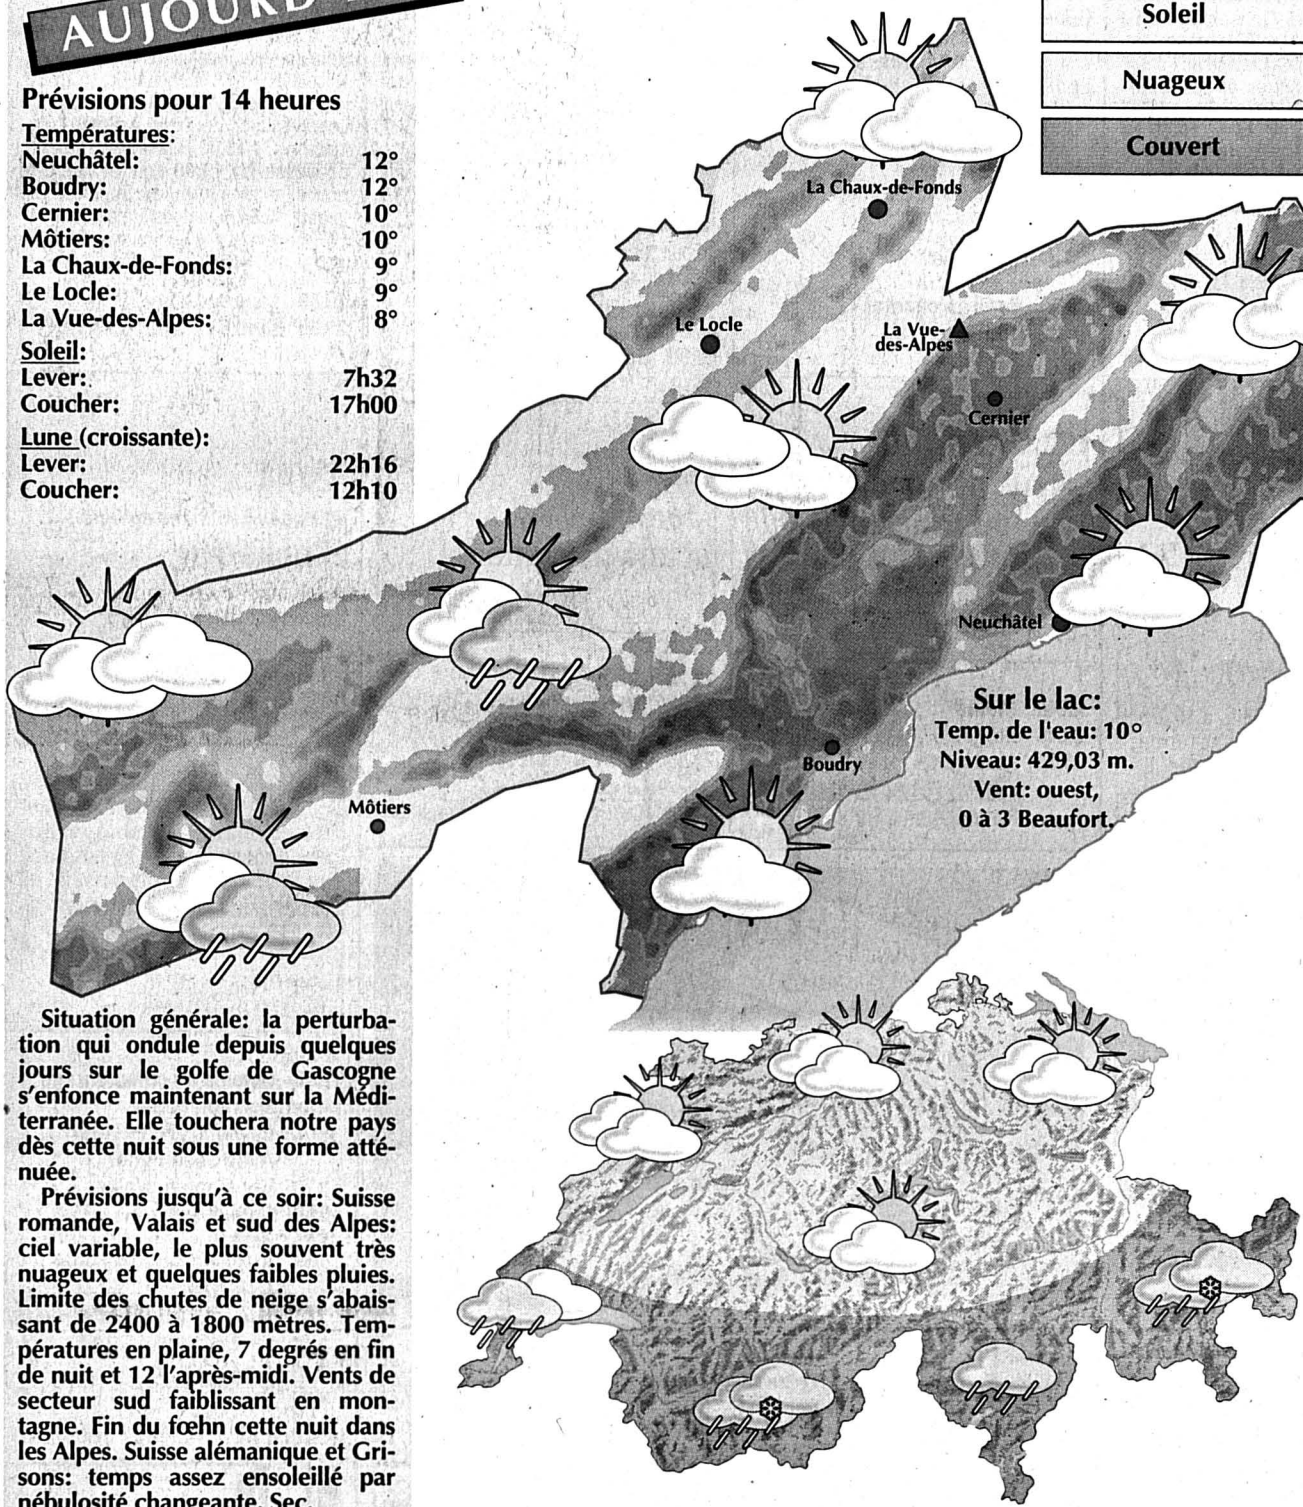 AUJOURD'
Prévisions pour 14 heures
Températures:
Neuchâtel: 12°
Boudry: 12°
Cernier: 10°
Môtiers: 10°
La Chaux-de-Fonds: 9°
Le Locle: 9°
La Vue-des-Alpes: 8°
Soleil:
Lever: 7h32
Coucher: 17h00
Lune (croissante):
Lever: 22h16
Coucher: 12h10
Soleil
Nuageux
Couvert
La Chaux-de-Fonds
Le Locle
La Vue-
des-Alpes
Cernier
Neuchâtel
Boudry
Môtiers
Sur le lac:
Temp. de l'eau: 10°
Niveau: 429,03 m.
Vent: ouest,
0 à 3 Beaufort.
Situation générale: la perturba-
tion qui ondule depuis quelques
jours sur le golfe de Gascogne
s'enfonce maintenant sur la Médi-
terranée. Elle touchera notre pays
dès cette nuit sous une forme atté-
nuée.
Prévisions jusqu'à ce soir: Suisse
romande, Valais et sud des Alpes:
ciel variable, le plus souvent très
nuageux et quelques faibles pluies.
Limite des chutes de neige s'abais-
sant de 2400 à 1800 mètres. Tem-
pératures en plaine, 7 degrés en fin
de nuit et 12 l'après-midi. Vents de
secteur sud faiblissant en mon-
tagne. Fin du fœhn cette nuit dans
les Alpes. Suisse alémanique et Gri-
sons: temps assez ensoleillé par
nébulosité changeante. Sec.